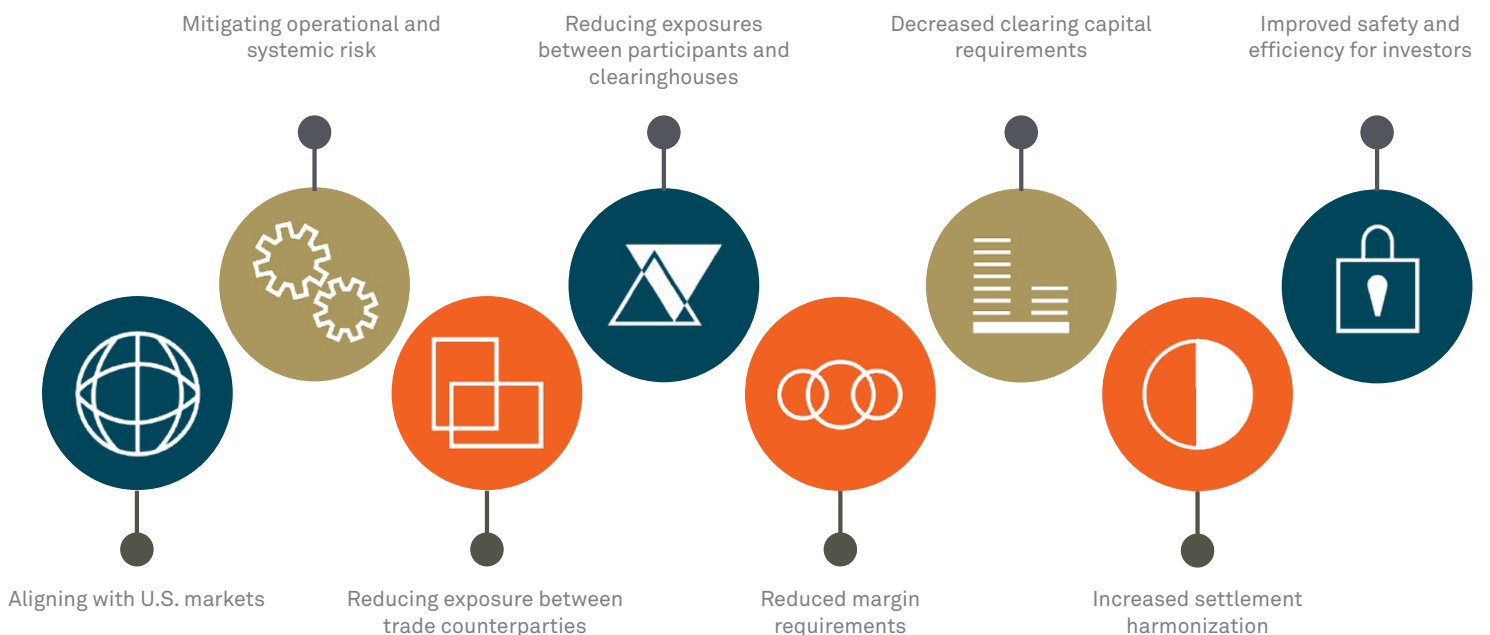 Mitigating operational and
systemic risk
Reducing exposures
between participants and
clearinghouses
Decreased clearing capital
requirements
Improved safety and
efficiency for investors
Aligning with U.S. markets
Reducing exposure between
trade counterparties
Reduced margin
requirements
Increased settlement
harmonization